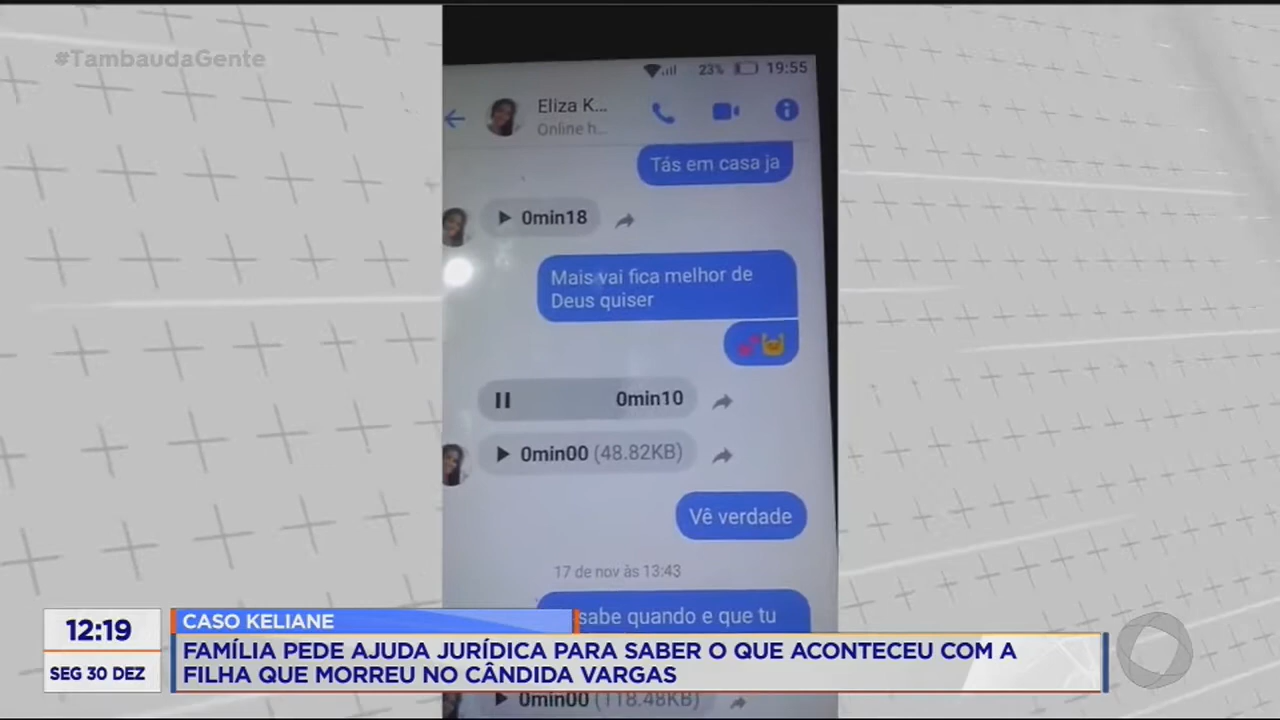 #TambaudaGente
23% 19:55
Eliza K...
Online h...
Tás em casa ja
0min18
Mais vai fica melhor de
Deus quiser
0min10
0min00 (48.82KB)
Vê verdade
17 de nov às 13:43
sabe quando e que tu
0min00 (118.48KB)
12:19
SEG 30 DEZ
CASO KELIANE
FAMÍLIA PEDE AJUDA JURÍDICA PARA SABER O QUE ACONTECEU COM A
FILHA QUE MORREU NO CÂNDIDA VARGAS